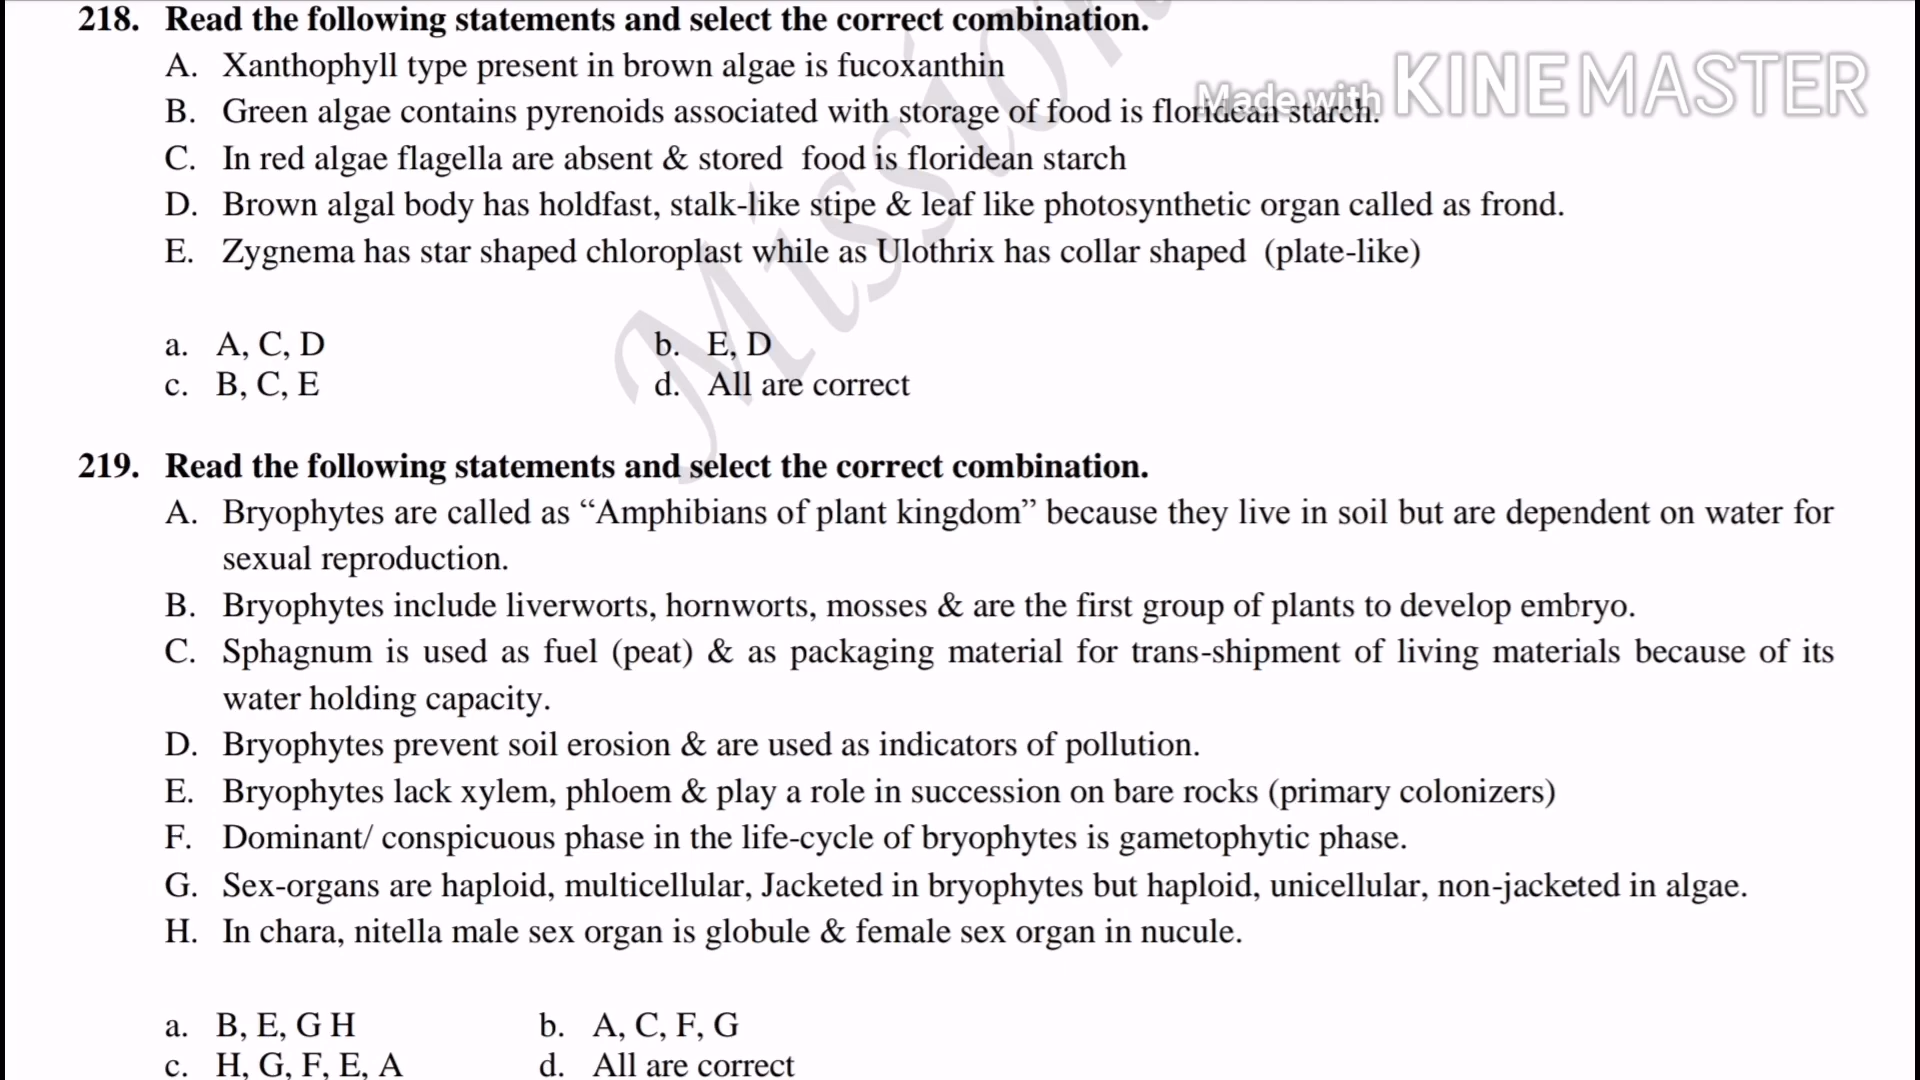 218. Read the following statements and select the correct combination.
A. Xanthophyll type present in brown algae is fucoxanthin
Made with KINEMASTER
B. Green algae contains pyrenoids associated with storage of food is floridean starch.
C. In red algae flagella are absent & stored food is floridean starch
D. Brown algal body has holdfast, stalk-like stipe & leaf like photosynthetic organ called as frond.
E. Zygnema has star shaped chloroplast while as Ulothrix has collar shaped (plate-like)
Mission
a. A, C, D b. E, D
c. B, C, E d. All are correct
219. Read the following statements and select the correct combination.
A. Bryophytes are called as “Amphibians of plant kingdom” because they live in soil but are dependent on water for
sexual reproduction.
B. Bryophytes include liverworts, hornworts, mosses & are the first group of plants to develop embryo.
C. Sphagnum is used as fuel (peat) & as packaging material for trans-shipment of living materials because of its
water holding capacity.
D. Bryophytes prevent soil erosion & are used as indicators of pollution.
E. Bryophytes lack xylem, phloem & play a role in succession on bare rocks (primary colonizers)
F. Dominant/ conspicuous phase in the life-cycle of bryophytes is gametophytic phase.
G. Sex-organs are haploid, multicellular, Jacketed in bryophytes but haploid, unicellular, non-jacketed in algae.
H. In chara, nitella male sex organ is globule & female sex organ in nucule.
a. B, E, G H b. A, C, F, G
c. H, G, F, E, A d. All are correct